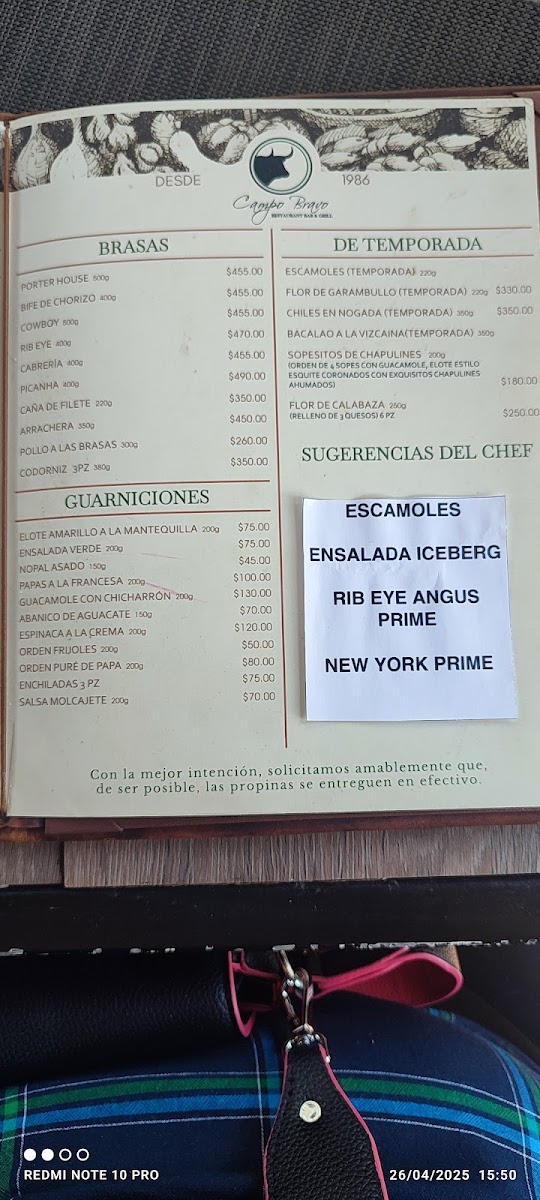 DESDE 1986
Campo Bravo
RESTAURANT BAR & GRILL
BRASAS
PORTER HOUSE 500g $455.00
BIFE DE CHORIZO 400g $455.00
COWBOY 500g $455.00
RIB EYE 400g $470.00
CABRERÍA 400g $455.00
PICANHA 400g $490.00
CAÑA DE FILETE 220g $350.00
ARRACHERA 350g $450.00
POLLO A LAS BRASAS 300g $260.00
CODORNIZ 3PZ 380g $350.00
GUARNICIONES
ELOTE AMARILLO A LA MANTEQUILLA 200g $75.00
ENSALADA VERDE 200g $75.00
NOPAL ASADO 150g $45.00
PAPAS A LA FRANCESA 200g $100.00
GUACAMOLE CON CHICHARRÓN 200g $130.00
ABANICO DE AGUACATE 150g $70.00
ESPINACA A LA CREMA 200g $120.00
ORDEN FRIJOLES 200g $50.00
ORDEN PURÉ DE PAPA 200g $80.00
ENCHILADAS 3 PZ $75.00
SALSA MOLCAJETE 200g $70.00
DE TEMPORADA
ESCAMOLES (TEMPORADA) 220g
FLOR DE GARAMBULLO (TEMPORADA) 220g $330.00
CHILES EN NOGADA (TEMPORADA) 350g $350.00
BACALAO A LA VIZCAINA(TEMPORADA) 350g
SOPESITOS DE CHAPULINES 200g
(ORDEN DE 4 SOPES CON GUACAMOLE, ELOTE ESTILO
ESQUITE CORONADOS CON EXQUISITOS CHAPULINES
AHUMADOS) $180.00
FLOR DE CALABAZA 250g
(RELLENO DE 3 QUESOS) 6 PZ $250.00
SUGERENCIAS DEL CHEF
ESCAMOLES
ENSALADA ICEBERG
RIB EYE ANGUS
PRIME
NEW YORK PRIME
Con la mejor intención, solicitamos amablemente que,
de ser posible, las propinas se entreguen en efectivo.
REDMI NOTE 10 PRO
26/04/2025 15:50